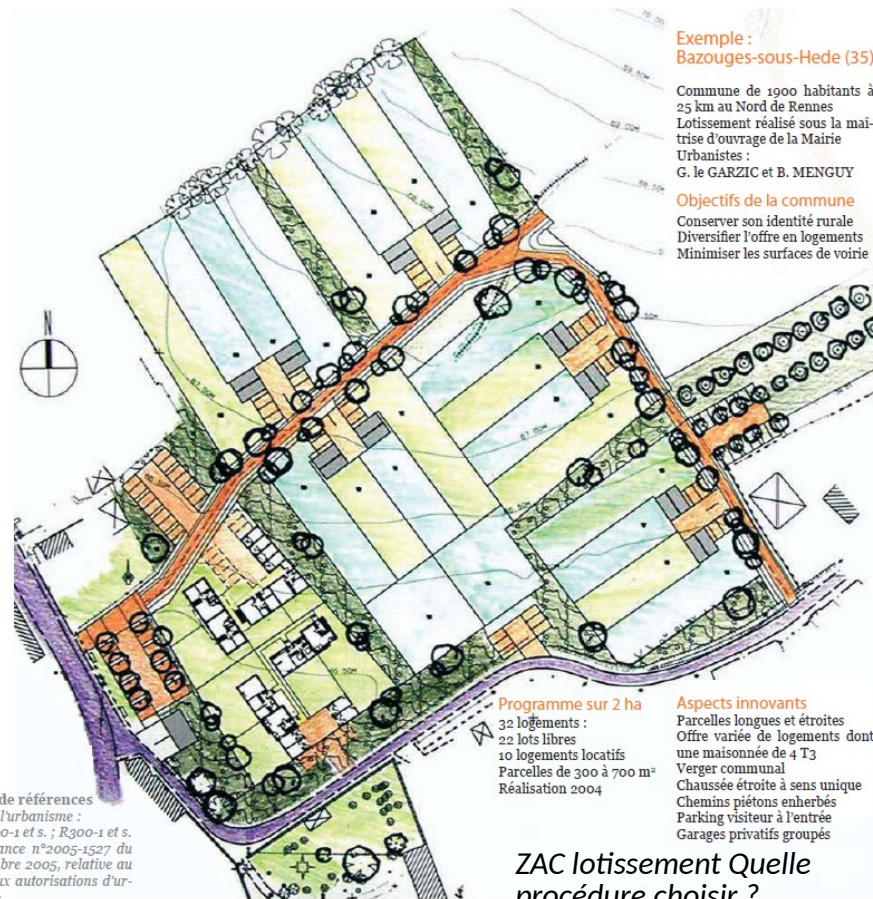 Exemple :
Bazouges-sous-Hede (35)
Commune de 1900 habitants à
25 km au Nord de Rennes
Lotissement réalisé sous la maî-
trise d'ouvrage de la Mairie
Urbanistes :
G. le GARZIC et B. MENGUY
Objectifs de la commune
Conserver son identité rurale
Diversifier l'offre en logements
Minimiser les surfaces de voirie
N
Programme sur 2 ha
32 logements :
22 lots libres
10 logements locatifs
Parcelles de 300 à 700 m²
Réalisation 2004
Aspects innovants
Parcelles longues et étroites
Offre variée de logements dont
une maisonnée de 4 T3
Verger communal
Chaussée étroite à sens unique
Chemins piétons enherbés
Parking visiteur à l'entrée
Garages privatifs groupés
de références
l'urbanisme :
0-1 et s. ; R300-1 et s.
ance n°2005-1527 du
bre 2005, relative au
ux autorisations d'ur-
ZAC lotissement Quelle
procédure choisir ?